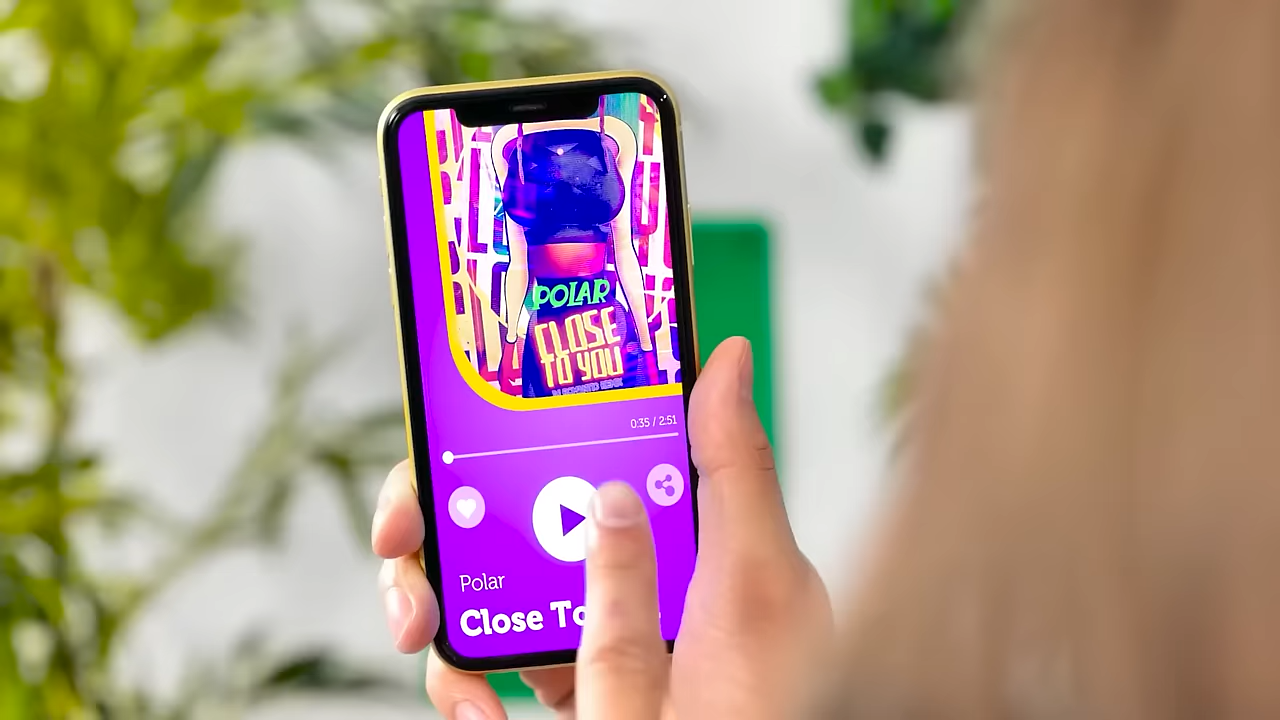 POLAR
CLOSE
TO YOU
0:35 / 2:51
Polar
Close To